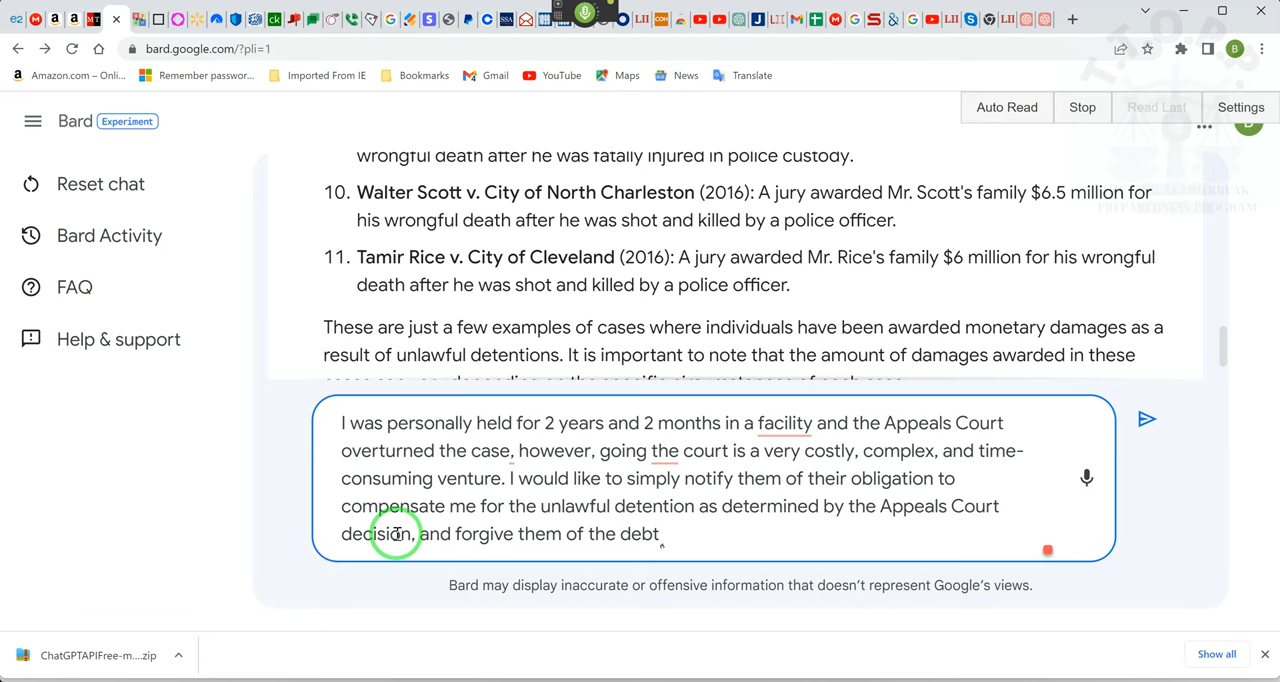 bard.google.com/?pli=1
Amazon.com – Onli...
Remember passwor...
Imported From IE
Bookmarks
Gmail
YouTube
Maps
News
Translate
Auto Read
Stop
Read Last
Settings
Bard
Experiment
Reset chat
Bard Activity
FAQ
Help & support
wrongful death after he was fatally injured in police custody.
10. Walter Scott v. City of North Charleston (2016): A jury awarded Mr. Scott's family $6.5 million for
his wrongful death after he was shot and killed by a police officer.
11. Tamir Rice v. City of Cleveland (2016): A jury awarded Mr. Rice's family $6 million for his wrongful
death after he was shot and killed by a police officer.
These are just a few examples of cases where individuals have been awarded monetary damages as a
result of unlawful detentions. It is important to note that the amount of damages awarded in these
I was personally held for 2 years and 2 months in a facility and the Appeals Court
overturned the case, however, going the court is a very costly, complex, and time-
consuming venture. I would like to simply notify them of their obligation to
compensate me for the unlawful detention as determined by the Appeals Court
decision, and forgive them of the debt
Bard may display inaccurate or offensive information that doesn't represent Google's views.
ChatGPTAPIFree-m....zip
Show all